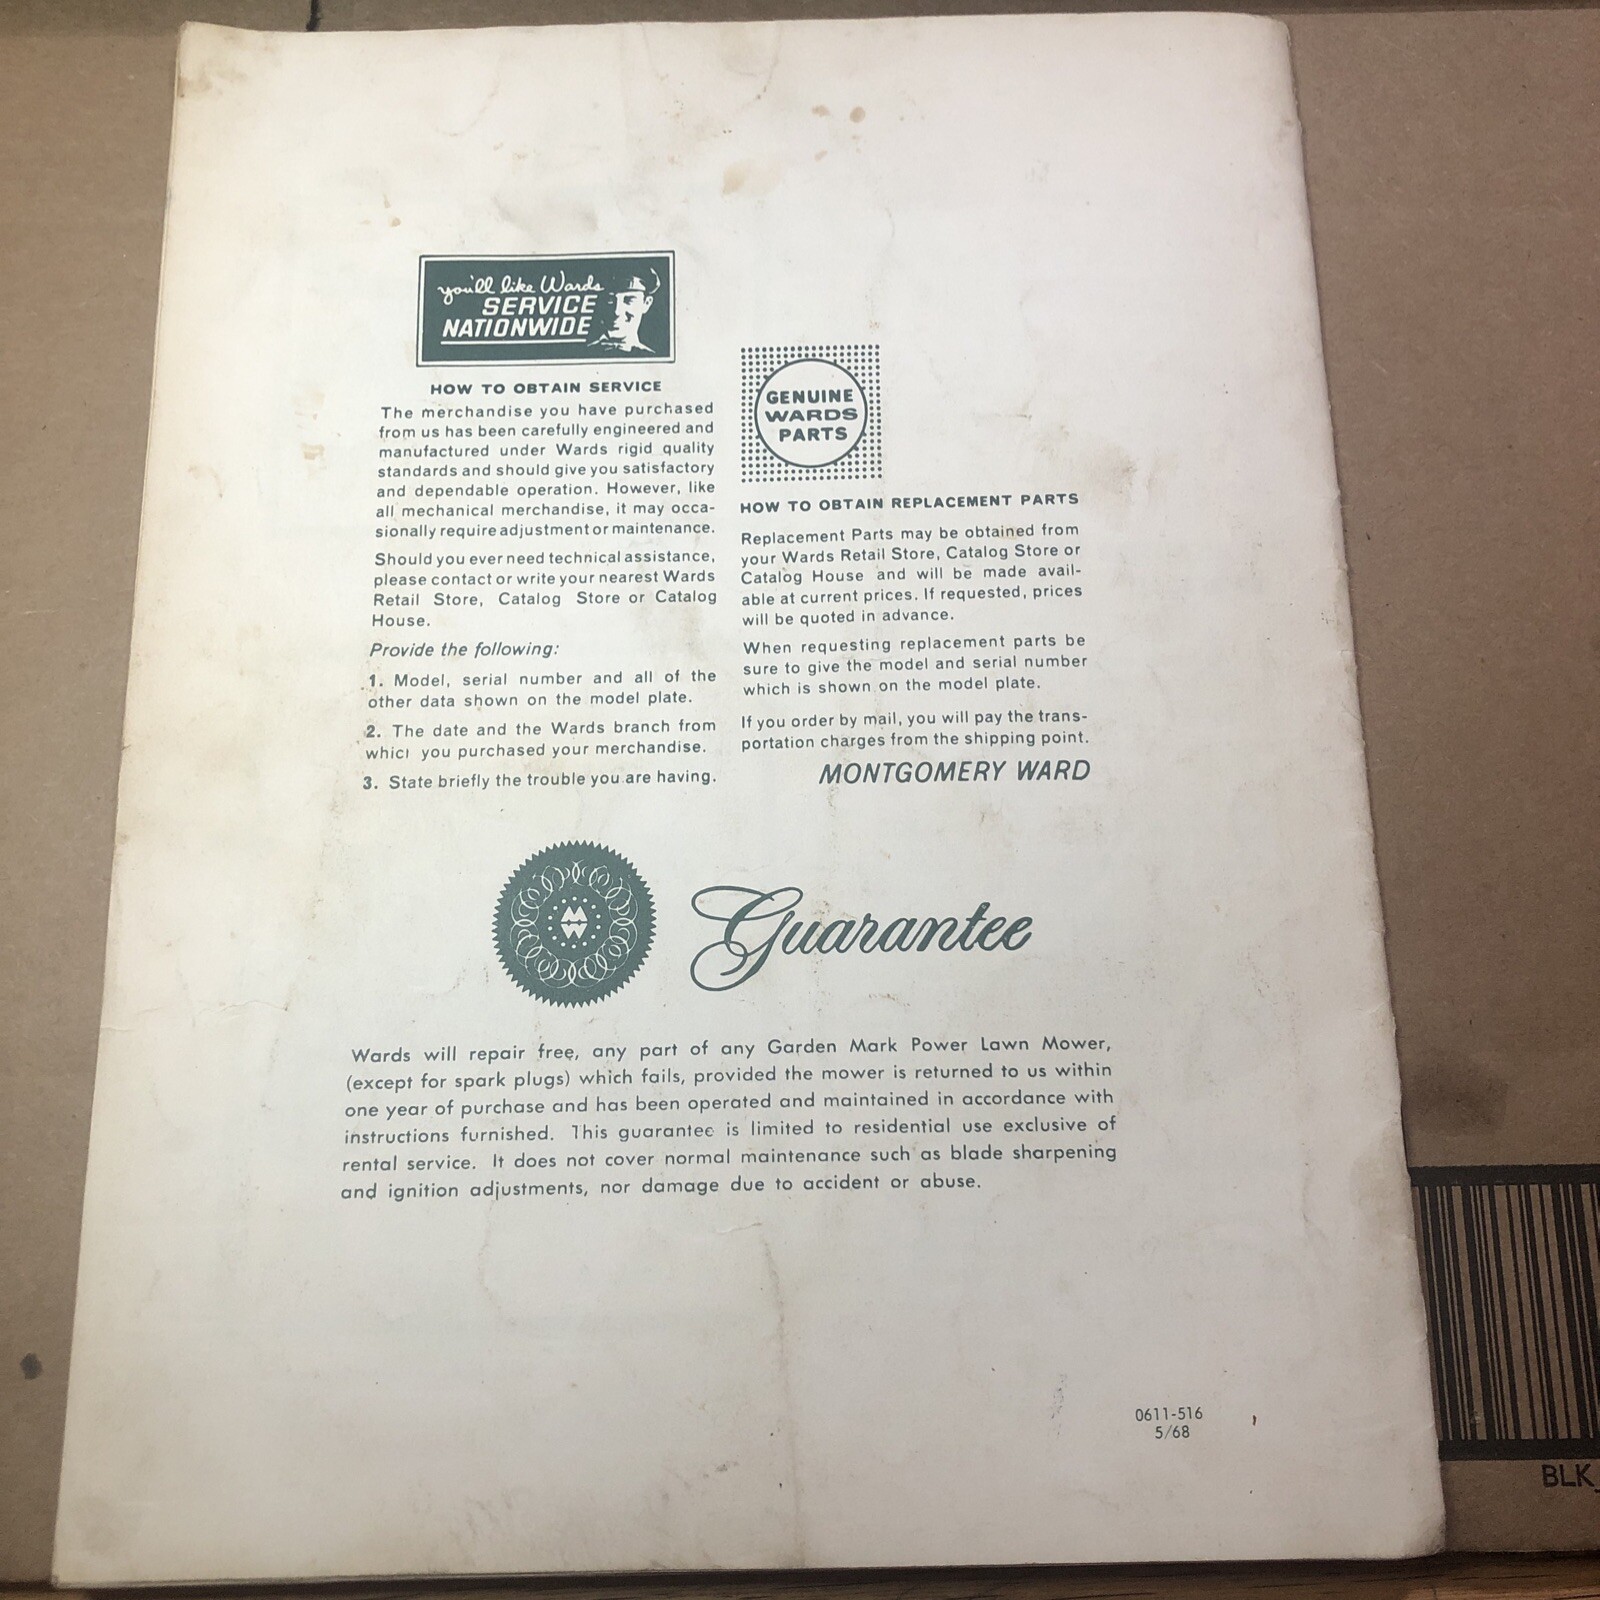 you'll like Wards
SERVICE
NATIONWIDE
HOW TO OBTAIN SERVICE
The merchandise you have purchased
from us has been carefully engineered and
manufactured under Wards rigid quality
standards and should give you satisfactory
and dependable operation. However, like
all mechanical merchandise, it may occa-
sionally require adjustment or maintenance.
Should you ever need technical assistance,
please contact or write your nearest Wards
Retail Store, Catalog Store or Catalog
House.
Provide the following:
1. Model, serial number and all of the
other data shown on the model plate.
2. The date and the Wards branch from
which you purchased your merchandise.
3. State briefly the trouble you are having.
GENUINE
WARDS
PARTS
HOW TO OBTAIN REPLACEMENT PARTS
Replacement Parts may be obtained from
your Wards Retail Store, Catalog Store or
Catalog House and will be made avail-
able at current prices. If requested, prices
will be quoted in advance.
When requesting replacement parts be
sure to give the model and serial number
which is shown on the model plate.
If you order by mail, you will pay the trans-
portation charges from the shipping point.
MONTGOMERY WARD
MW
Guarantee
Wards will repair free, any part of any Garden Mark Power Lawn Mower,
(except for spark plugs) which fails, provided the mower is returned to us within
one year of purchase and has been operated and maintained in accordance with
instructions furnished. This guarantee is limited to residential use exclusive of
rental service. It does not cover normal maintenance such as blade sharpening
and ignition adjustments, nor damage due to accident or abuse.
0611-516
5/68
BLK